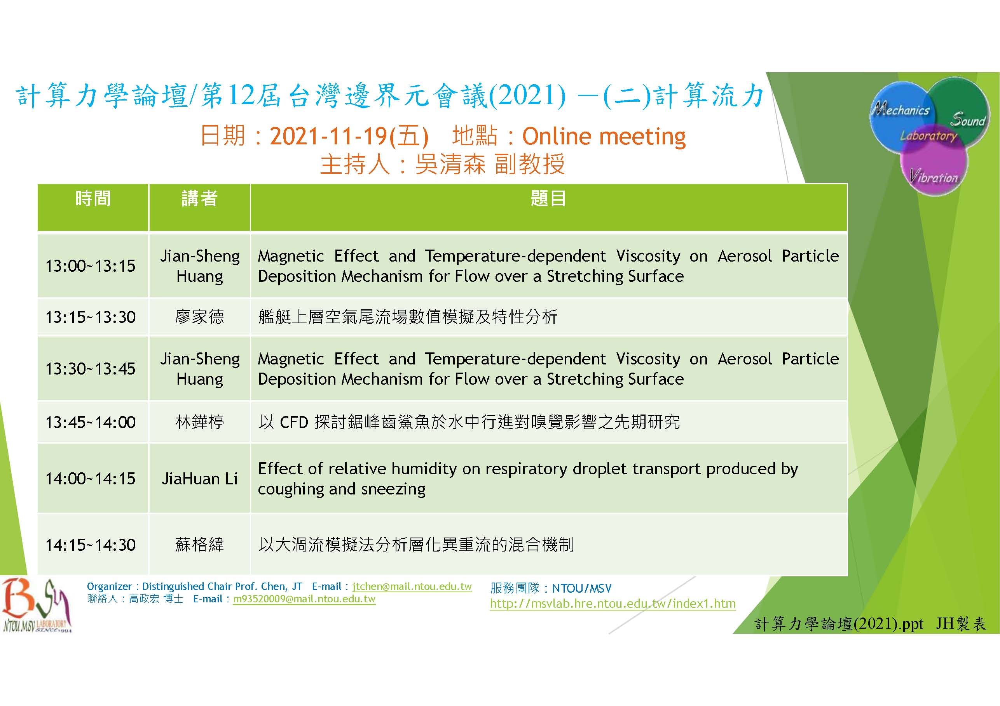 計算力學論壇/第12屆台灣邊界元會議(2021) －(二)計算流力
日期：2021-11-19(五) 地點：Online meeting
主持人：吳清森 副教授
Mechanics
Sound
Laboratory
Vibration
時間 講者 題目
13:00~13:15
Jian-Sheng
Huang
Magnetic Effect and Temperature-dependent Viscosity on Aerosol Particle
Deposition Mechanism for Flow over a Stretching Surface
13:15~13:30 廖家德 艦艇上層空氣尾流場數值模擬及特性分析
13:30~13:45
Jian-Sheng
Huang
Magnetic Effect and Temperature-dependent Viscosity on Aerosol Particle
Deposition Mechanism for Flow over a Stretching Surface
13:45~14:00 林鏵楟 以 CFD 探討鋸峰齒鯊魚於水中行進對嗅覺影響之先期研究
14:00~14:15 JiaHuan Li
Effect of relative humidity on respiratory droplet transport produced by
coughing and sneezing
14:15~14:30 蘇格緯 以大渦流模擬法分析層化異重流的混合機制
NTOU MSV LABORATORY
SINCE1994
Organizer：Distinguished Chair Prof. Chen, JT E-mail：jtchen@mail.ntou.edu.tw
聯絡人：高政宏 博士 E-mail：m93520009@mail.ntou.edu.tw
服務團隊：NTOU/MSV
http://msvlab.hre.ntou.edu.tw/index1.htm
計算力學論壇(2021).ppt JH製表